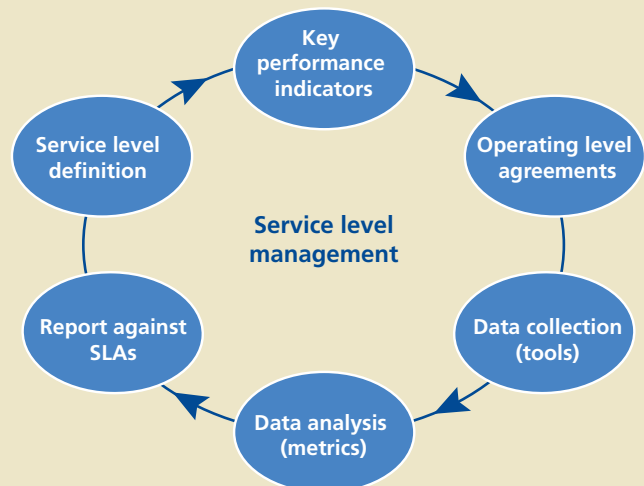 Key
performance
indicators
Operating level
agreements
Data collection
(tools)
Data analysis
(metrics)
Report against
SLAs
Service level
definition
Service level
management